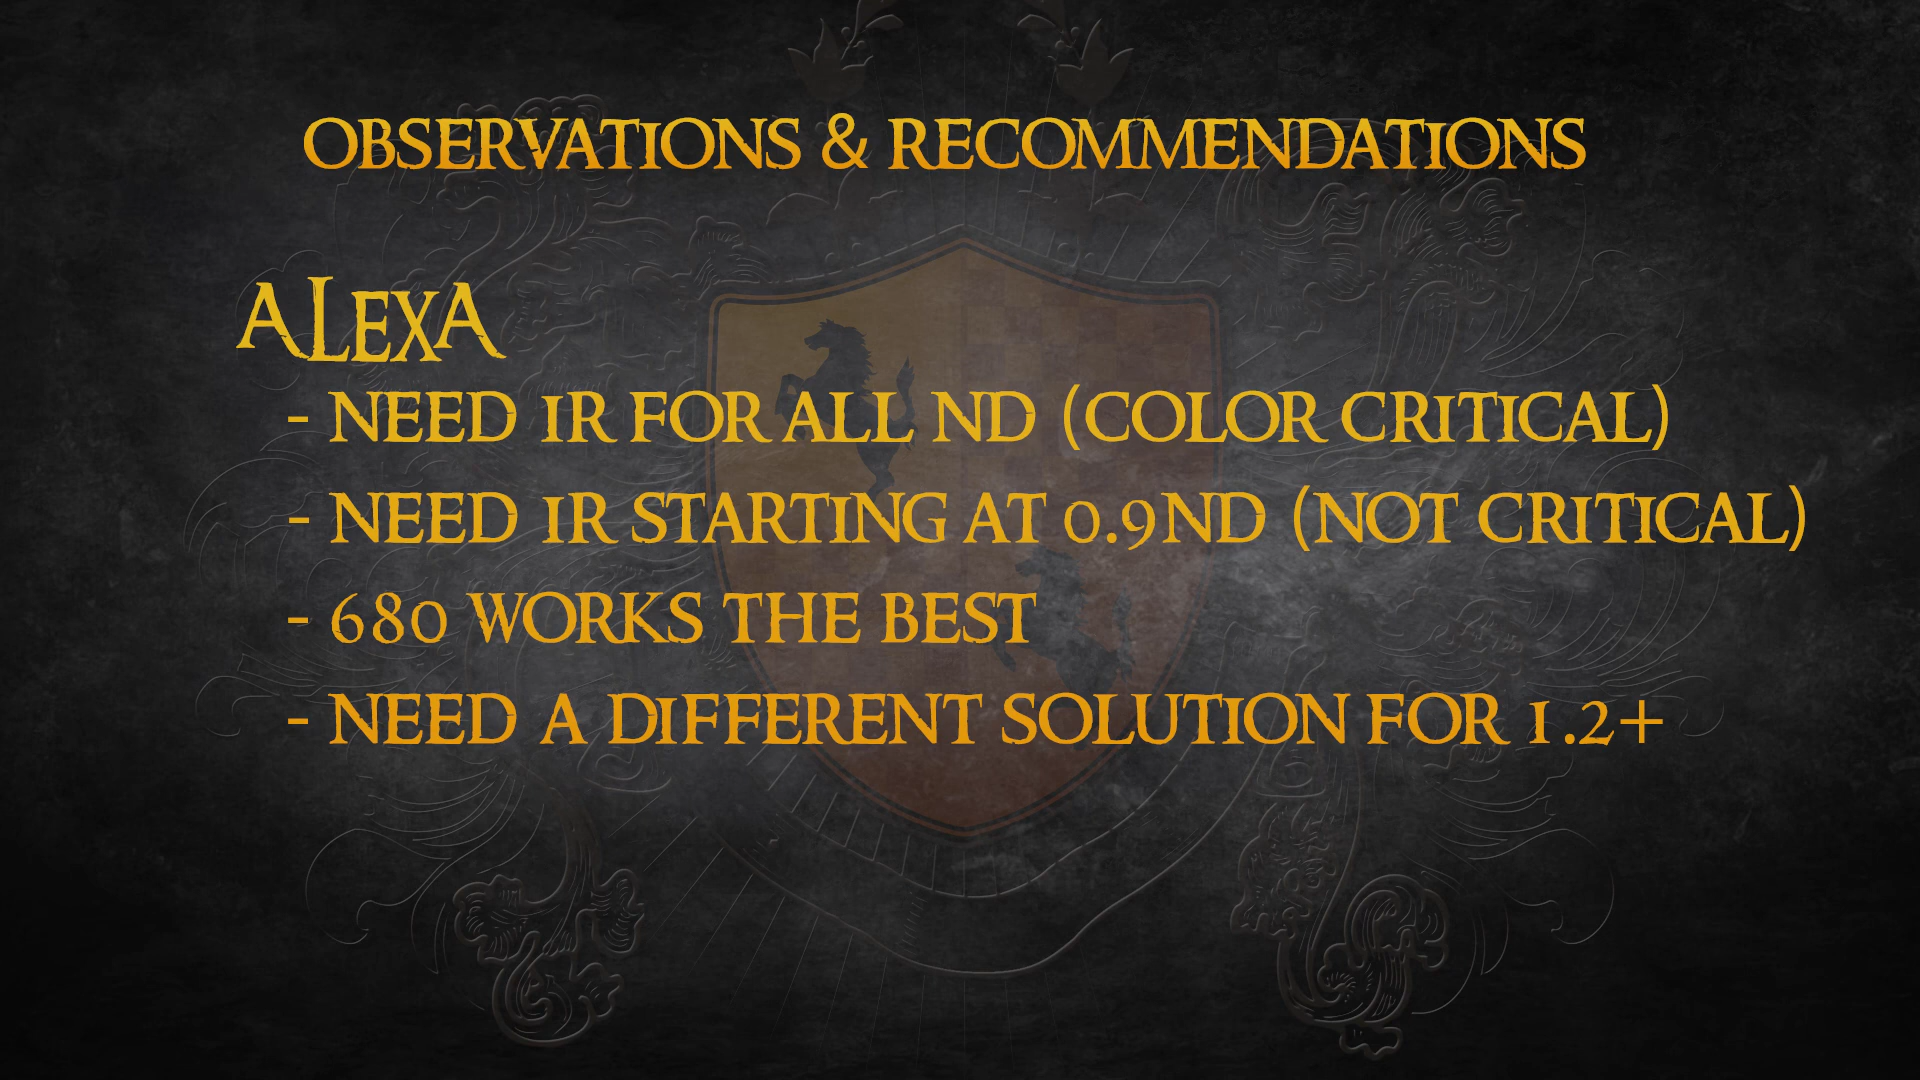 OBSERVATIONS & RECOMMENDATIONS
ALEXA
- NEED IR FOR ALL ND (COLOR CRITICAL)
- NEED IR STARTING AT 0.9ND (NOT CRITICAL)
- 680 WORKS THE BEST
- NEED A DIFFERENT SOLUTION FOR 1.2+